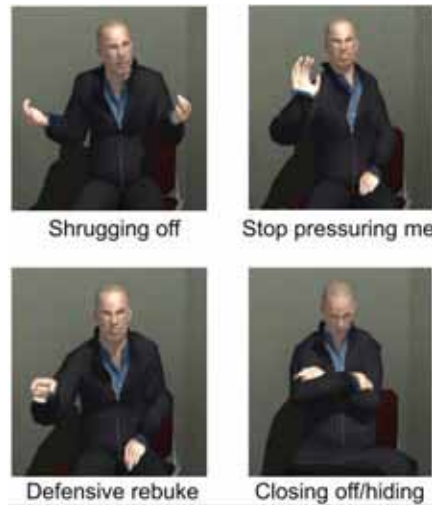 Shrugging off
Stop pressuring me
Defensive rebuke
Closing off/hiding